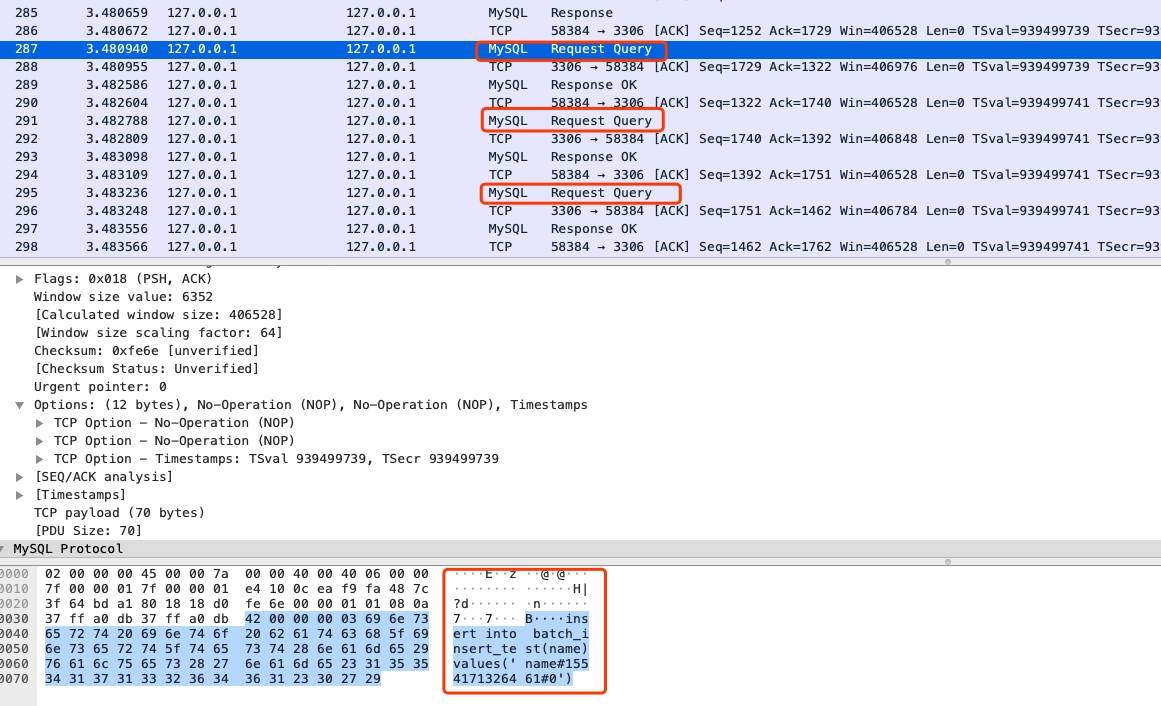 285 3.480659 127.0.0.1 127.0.0.1 MySQL Response
286 3.480672 127.0.0.1 127.0.0.1 TCP 58384 → 3306 [ACK] Seq=1252 Ack=1729 Win=406528 Len=0 TSval=939499739 TSecr=93
287 3.480940 127.0.0.1 127.0.0.1 MySQL Request Query
288 3.480955 127.0.0.1 127.0.0.1 TCP 3306 → 58384 [ACK] Seq=1729 Ack=1322 Win=406976 Len=0 TSval=939499739 TSecr=93
289 3.482586 127.0.0.1 127.0.0.1 MySQL Response OK
290 3.482604 127.0.0.1 127.0.0.1 TCP 58384 → 3306 [ACK] Seq=1322 Ack=1740 Win=406528 Len=0 TSval=939499741 TSecr=93
291 3.482788 127.0.0.1 127.0.0.1 MySQL Request Query
292 3.482809 127.0.0.1 127.0.0.1 TCP 3306 → 58384 [ACK] Seq=1740 Ack=1392 Win=406848 Len=0 TSval=939499741 TSecr=93
293 3.483098 127.0.0.1 127.0.0.1 MySQL Response OK
294 3.483109 127.0.0.1 127.0.0.1 TCP 58384 → 3306 [ACK] Seq=1392 Ack=1751 Win=406528 Len=0 TSval=939499741 TSecr=93
295 3.483236 127.0.0.1 127.0.0.1 MySQL Request Query
296 3.483248 127.0.0.1 127.0.0.1 TCP 3306 → 58384 [ACK] Seq=1751 Ack=1462 Win=406784 Len=0 TSval=939499741 TSecr=93
297 3.483556 127.0.0.1 127.0.0.1 MySQL Response OK
298 3.483566 127.0.0.1 127.0.0.1 TCP 58384 → 3306 [ACK] Seq=1462 Ack=1762 Win=406528 Len=0 TSval=939499741 TSecr=93
Flags: 0x018 (PSH, ACK)
Window size value: 6352
[Calculated window size: 406528]
[Window size scaling factor: 64]
Checksum: 0xfe6e [unverified]
[Checksum Status: Unverified]
Urgent pointer: 0
Options: (12 bytes), No-Operation (NOP), No-Operation (NOP), Timestamps
TCP Option - No-Operation (NOP)
TCP Option - No-Operation (NOP)
TCP Option - Timestamps: TSval 939499739, TSecr 939499739
[SEQ/ACK analysis]
[Timestamps]
TCP payload (70 bytes)
[PDU Size: 70]
MySQL Protocol
0000 02 00 00 00 45 00 00 7a 00 00 40 00 40 06 00 00 ····E··z ··@·@···
0010 7f 00 00 01 7f 00 00 01 e4 10 0c ea f9 fa 48 7c ········ ······H|
0020 3f 64 bd a1 80 18 18 d0 fe 6e 00 00 01 01 08 0a ?d······ ·n······
0030 37 ff a0 db 37 ff a0 db 42 00 00 00 03 69 6e 73 7···7··· B····ins
0040 65 72 74 20 69 6e 74 6f 20 62 61 74 63 68 5f 69 ert into batch_i
0050 6e 73 65 72 74 5f 74 65 73 74 28 6e 61 6d 65 29 nsert_te st(name)
0060 76 61 6c 75 65 73 28 27 6e 61 6d 65 23 31 35 35 values(' name#155
0070 34 31 37 31 33 32 36 34 36 31 23 30 27 29 41713264 61#0')